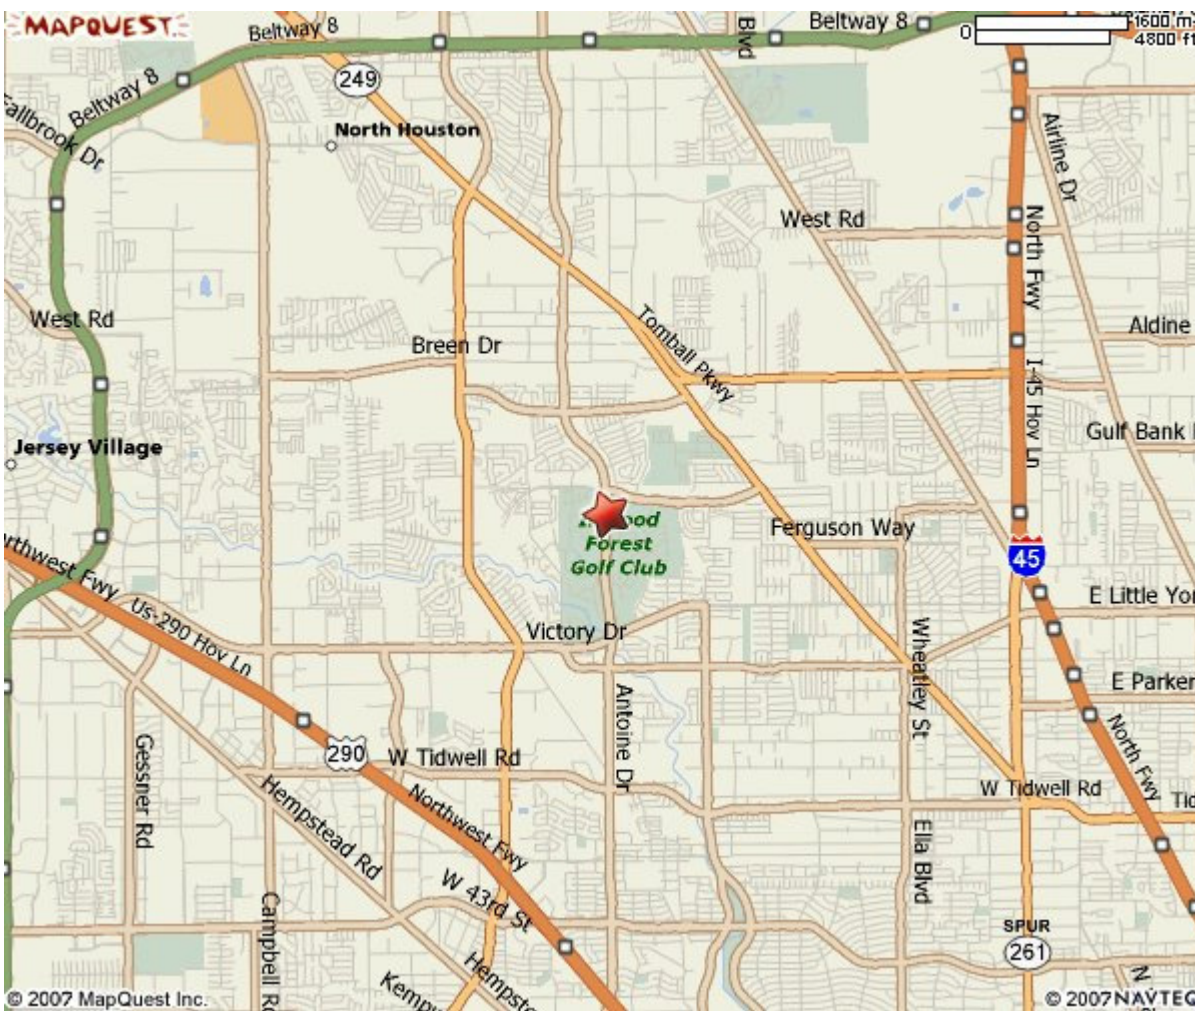 MAPQUEST
Beltway 8
Blvd
Beltway 8
0
1600 m
4800 ft
249
Beltway 8
Fallbrook Dr
North Houston
Airline Dr
West Rd
North Fwy
West Rd
Breen Dr
Tomball Pkwy
Aldine
I-45 Hov Ln
Jersey Village
Gulf Bank
Forest
Golf Club
Ferguson Way
45
Northwest Fwy
Us-290 Hov Ln
E Little Yor
Victory Dr
Wheatley St
E Parker
Antoine Dr
North Fwy
Gessner Rd
290
W Tidwell Rd
W Tidwell Rd
Tid
Hempstead Rd
Northwest Fwy
Ella Blvd
W 43rd St
Campbell Rd
SPUR
261
Hempste
Kempw
N
© 2007 MapQuest Inc.
© 2007 NAVTEQ